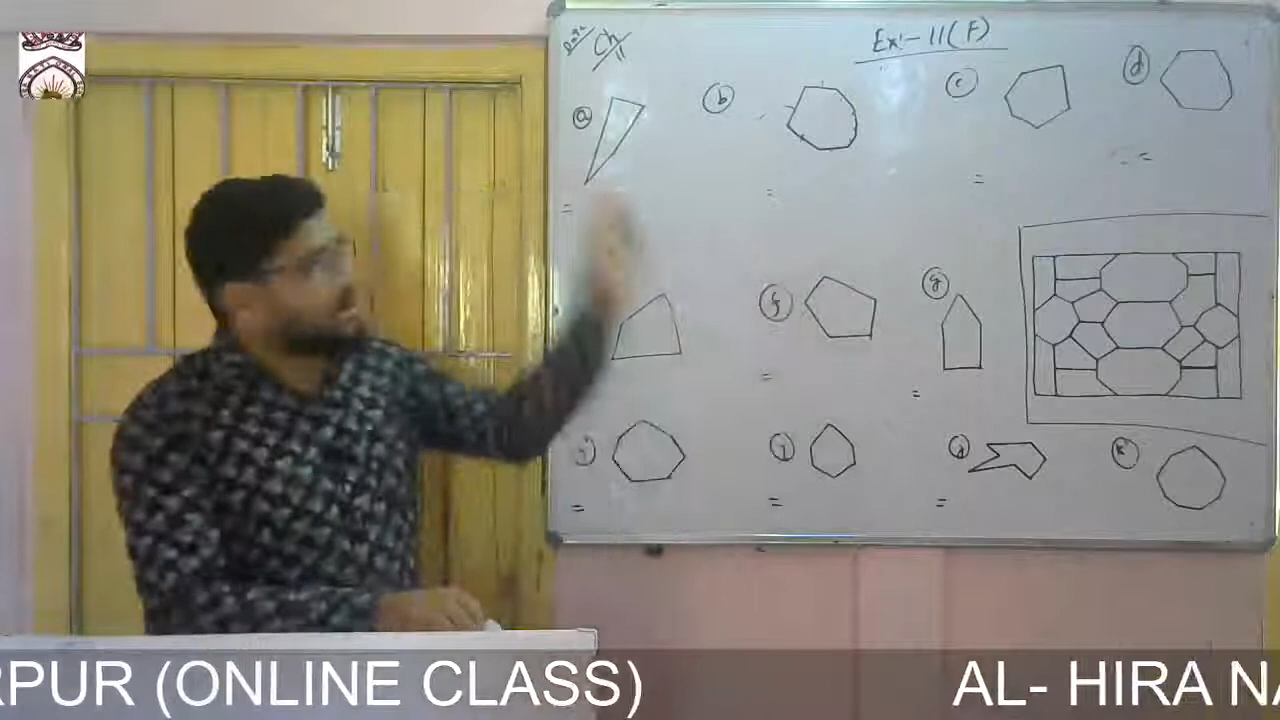 Ch
11
Ex:- 11(F)
a
b
c
d
=
=
=
=
f
g
=
=
i
j
k
=
=
=
RPUR (ONLINE CLASS)
AL- HIRA NA